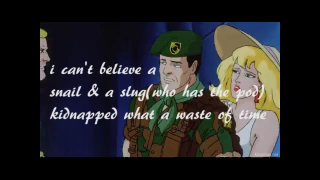 i can't believe a
snail & a slug(who has the pod)
kidnapped what a waste of time